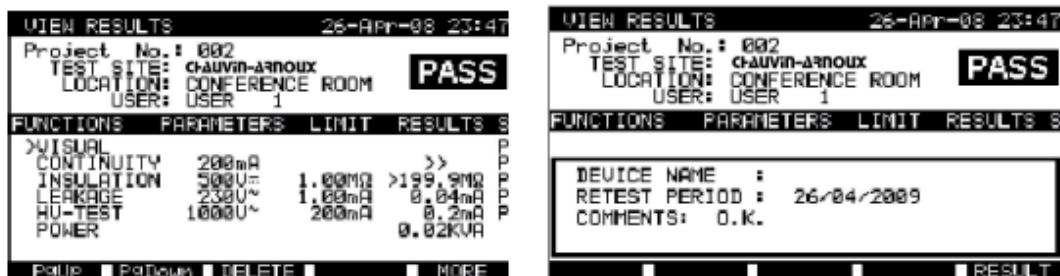 VIEW RESULTS 26-Apr-08 23:47
Project No.: 002
TEST SITE: CHAUVIN-ARNOUX
LOCATION: CONFERENCE ROOM
USER: USER 1
PASS
FUNCTIONS PARAMETERS LIMIT RESULTS S
>VISUAL P
CONTINUITY 200mA >> P
INSULATION 500V⎓ 1.00MΩ >199.9MΩ P
LEAKAGE 230V~ 1.00mA 0.04mA P
HV-TEST 1000V~ 200mA 0.2mA P
POWER 0.02KVA
PgUp PgDown DELETE MORE
VIEW RESULTS 26-Apr-08 23:47
Project No.: 002
TEST SITE: CHAUVIN-ARNOUX
LOCATION: CONFERENCE ROOM
USER: USER 1
PASS
FUNCTIONS PARAMETERS LIMIT RESULTS S
DEVICE NAME :
RETEST PERIOD : 26/04/2009
COMMENTS: O.K.
RESULT